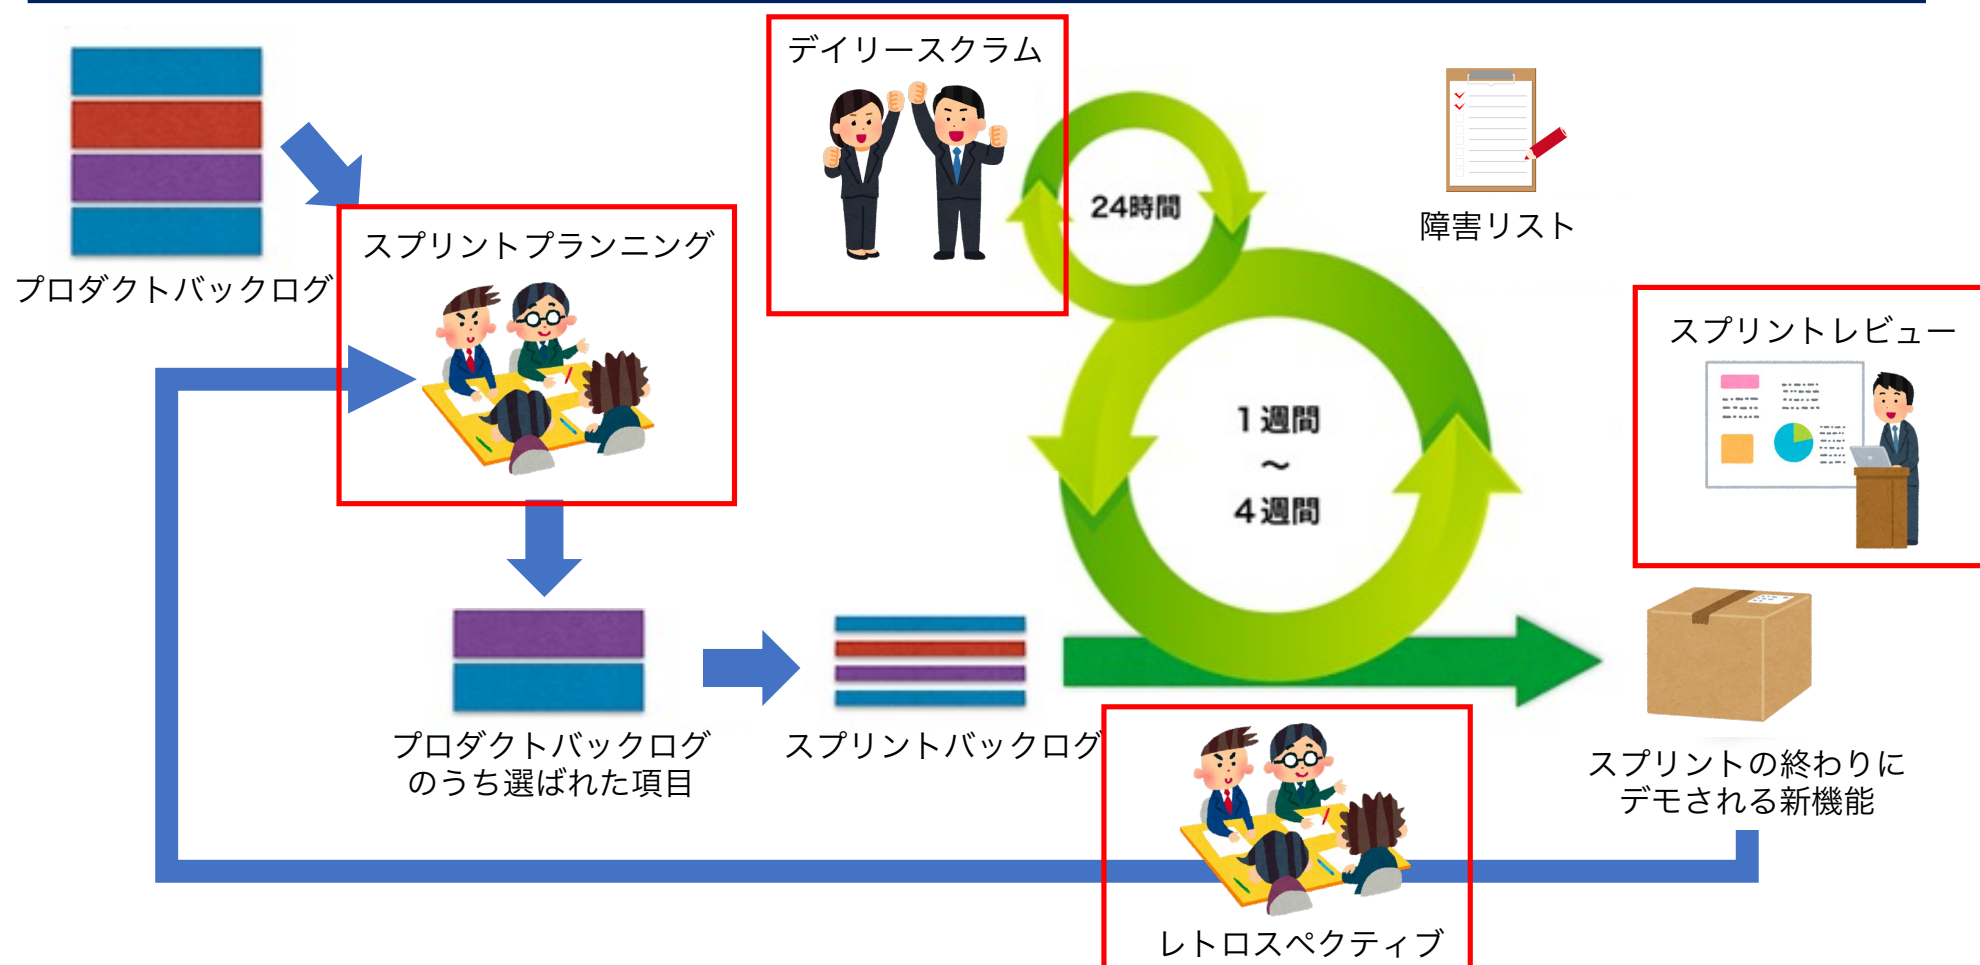 デイリースクラム
24時間
障害リスト
プロダクトバックログ
スプリントプランニング
スプリントレビュー
1週間
～
4週間
プロダクトバックログ
のうち選ばれた項目
スプリントバックログ
スプリントの終わりに
デモされる新機能
レトロスペクティブ